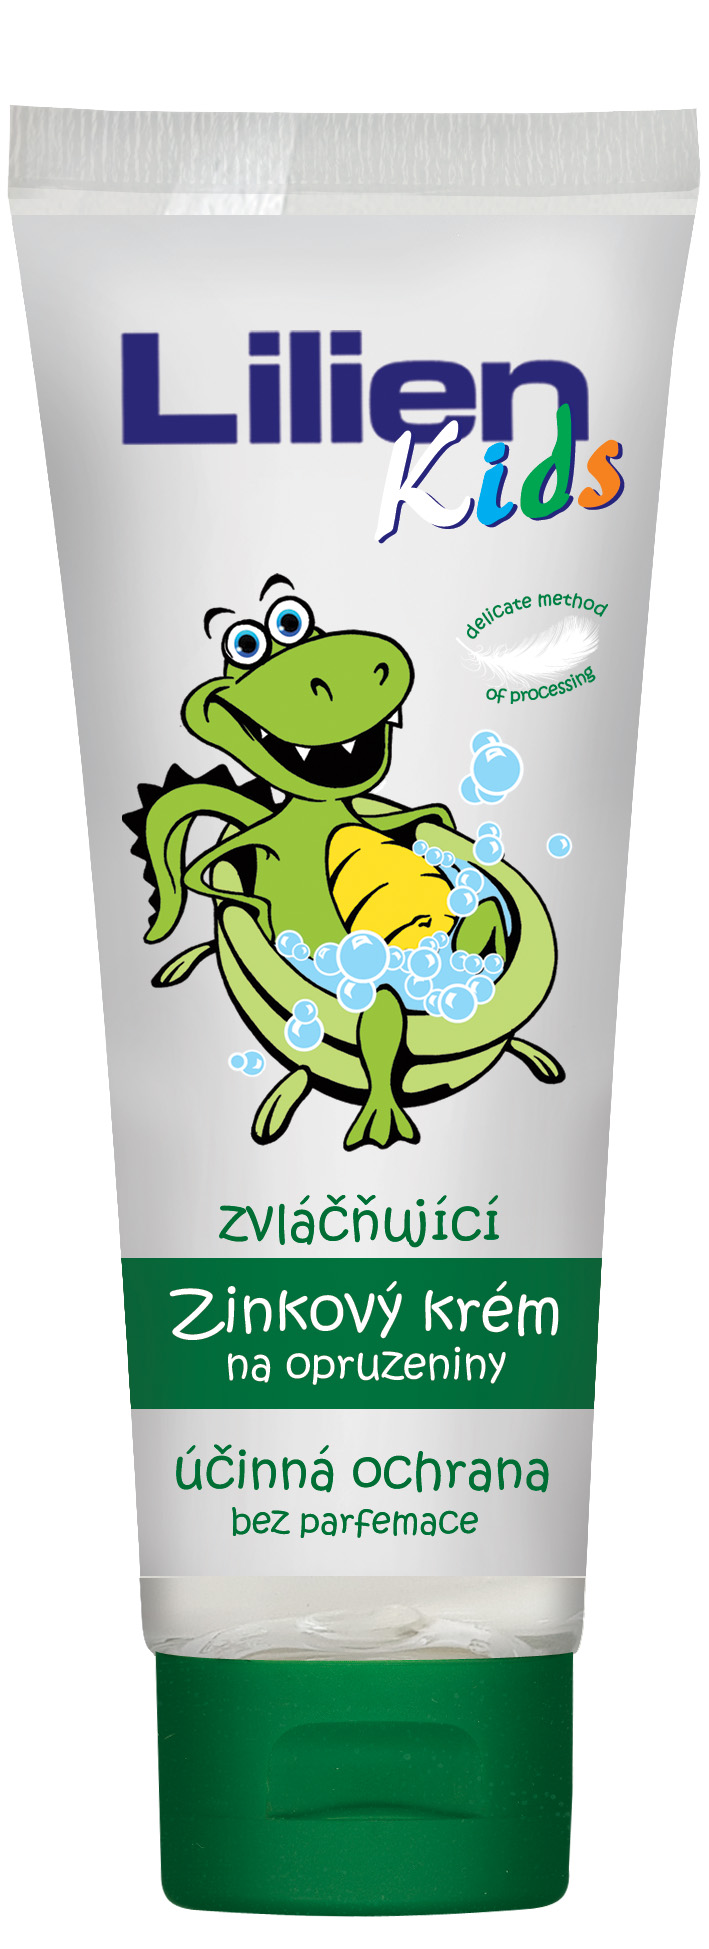 Lilien
Kids
delicate method
of processing
zvláčňující
Zinkový krém
na opruzeniny
účinná ochrana
bez parfemace